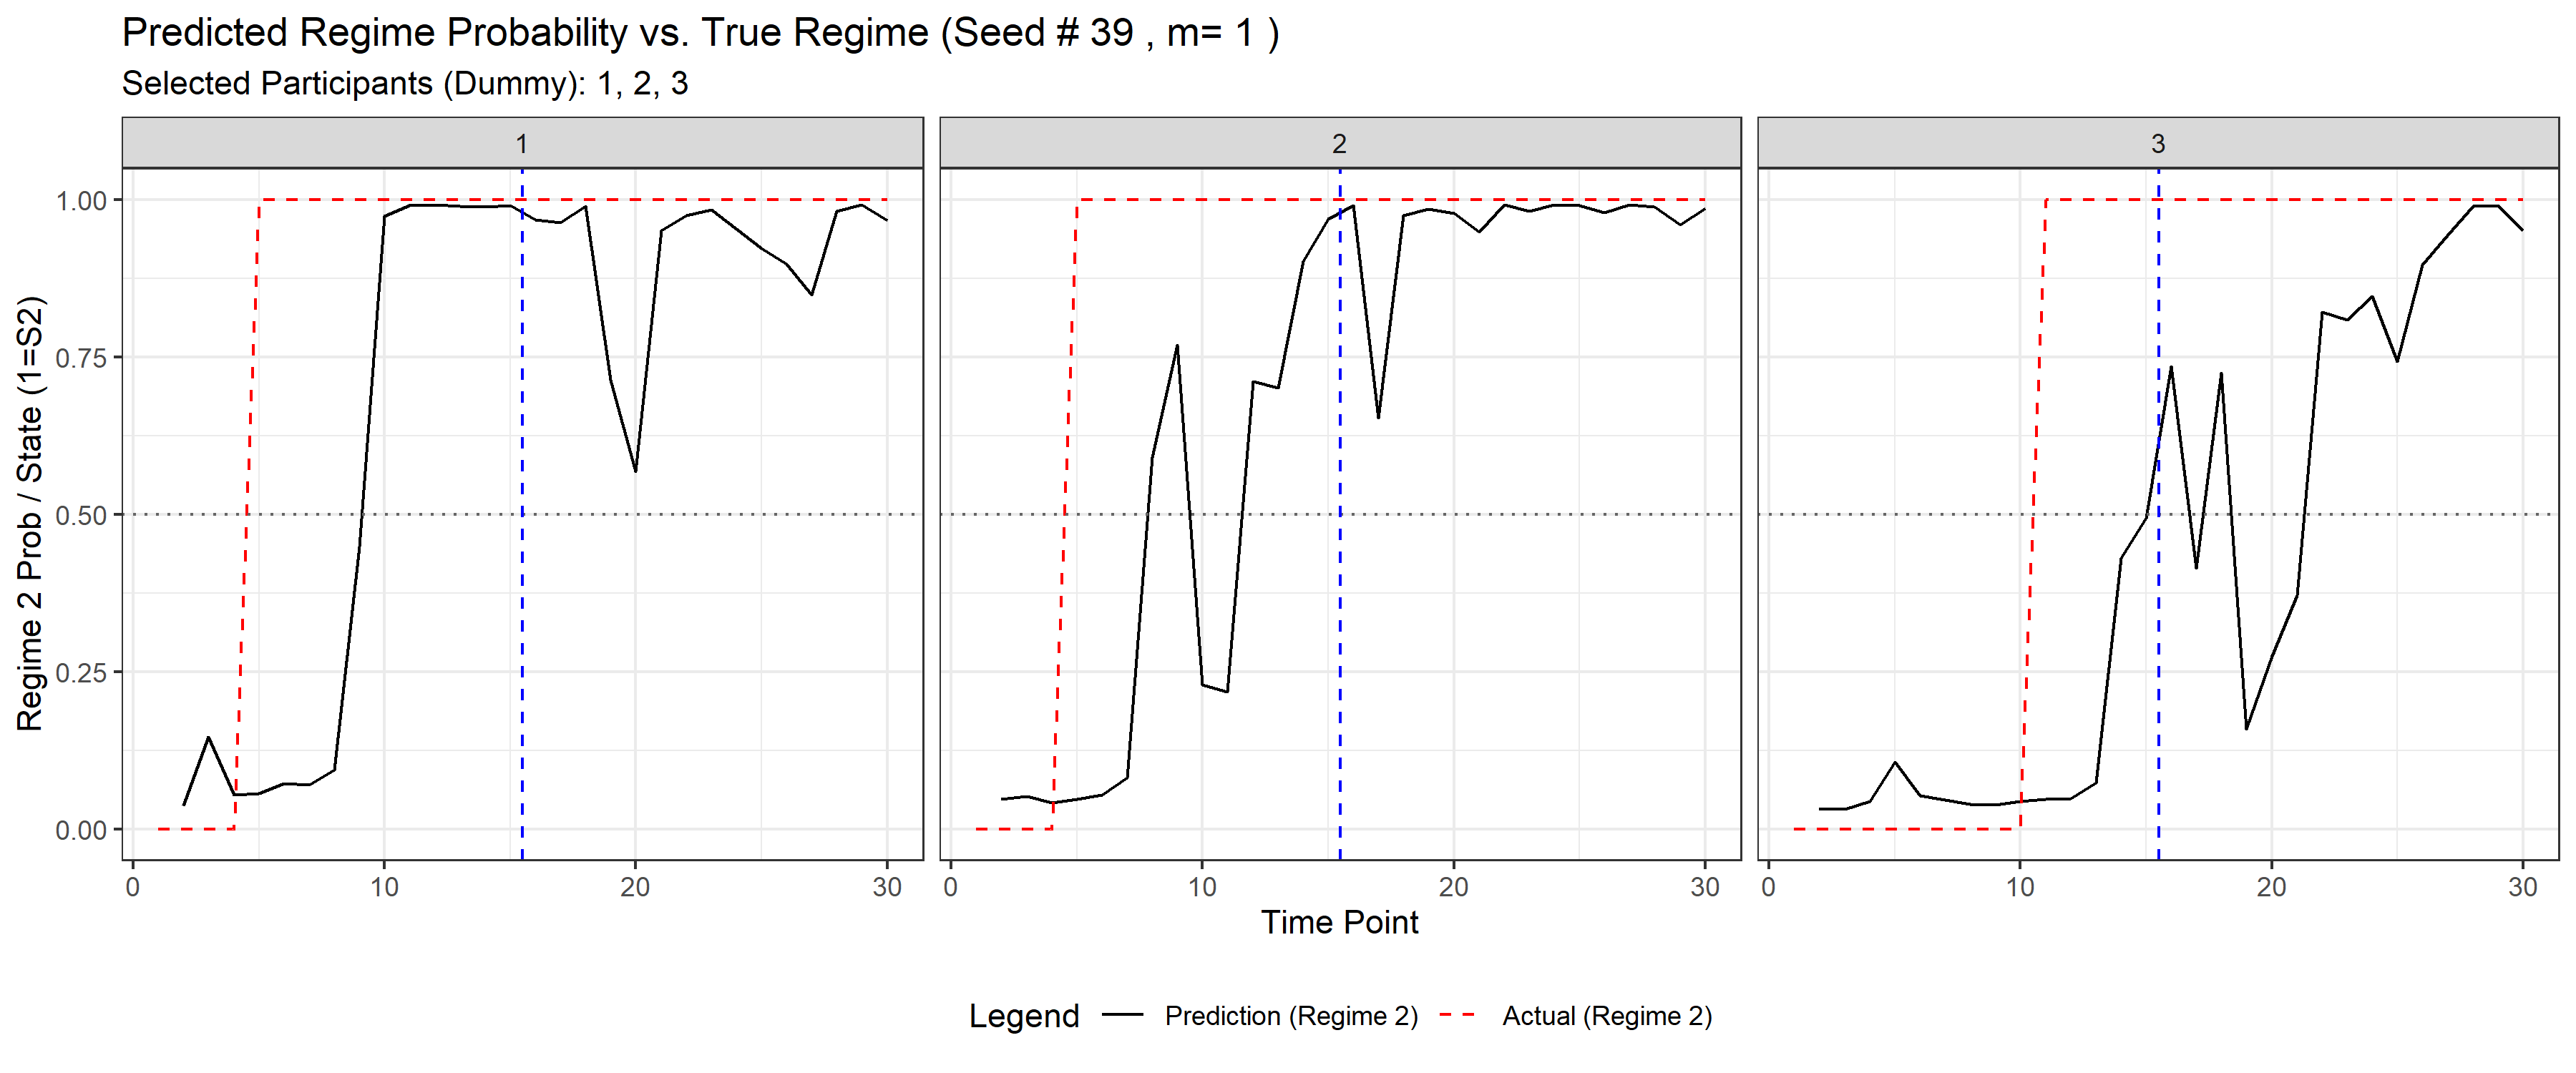 Predicted Regime Probability vs. True Regime (Seed # 39 , m= 1 )
Selected Participants (Dummy): 1, 2, 3
1 2 3
Regime 2 Prob / State (1=S2)
1.00
0.75
0.50
0.25
0.00
0 10 20 30 0 10 20 30 0 10 20 30
Time Point
Legend Prediction (Regime 2) Actual (Regime 2)